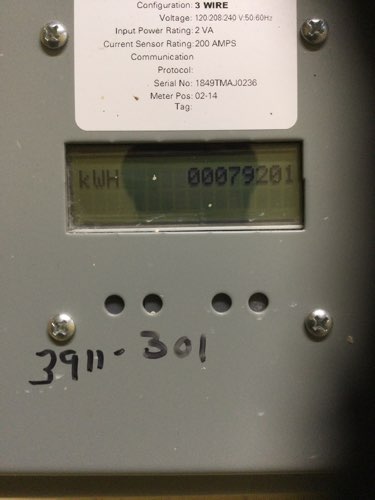 Configuration: 3 WIRE
Voltage: 120:208:240 V:50:60Hz
Input Power Rating: 2 VA
Current Sensor Rating: 200 AMPS
Communication
Protocol:
Serial No: 1849TMAJ0236
Meter Pos: 02-14
Tag:
kWH 00079201
3911-301